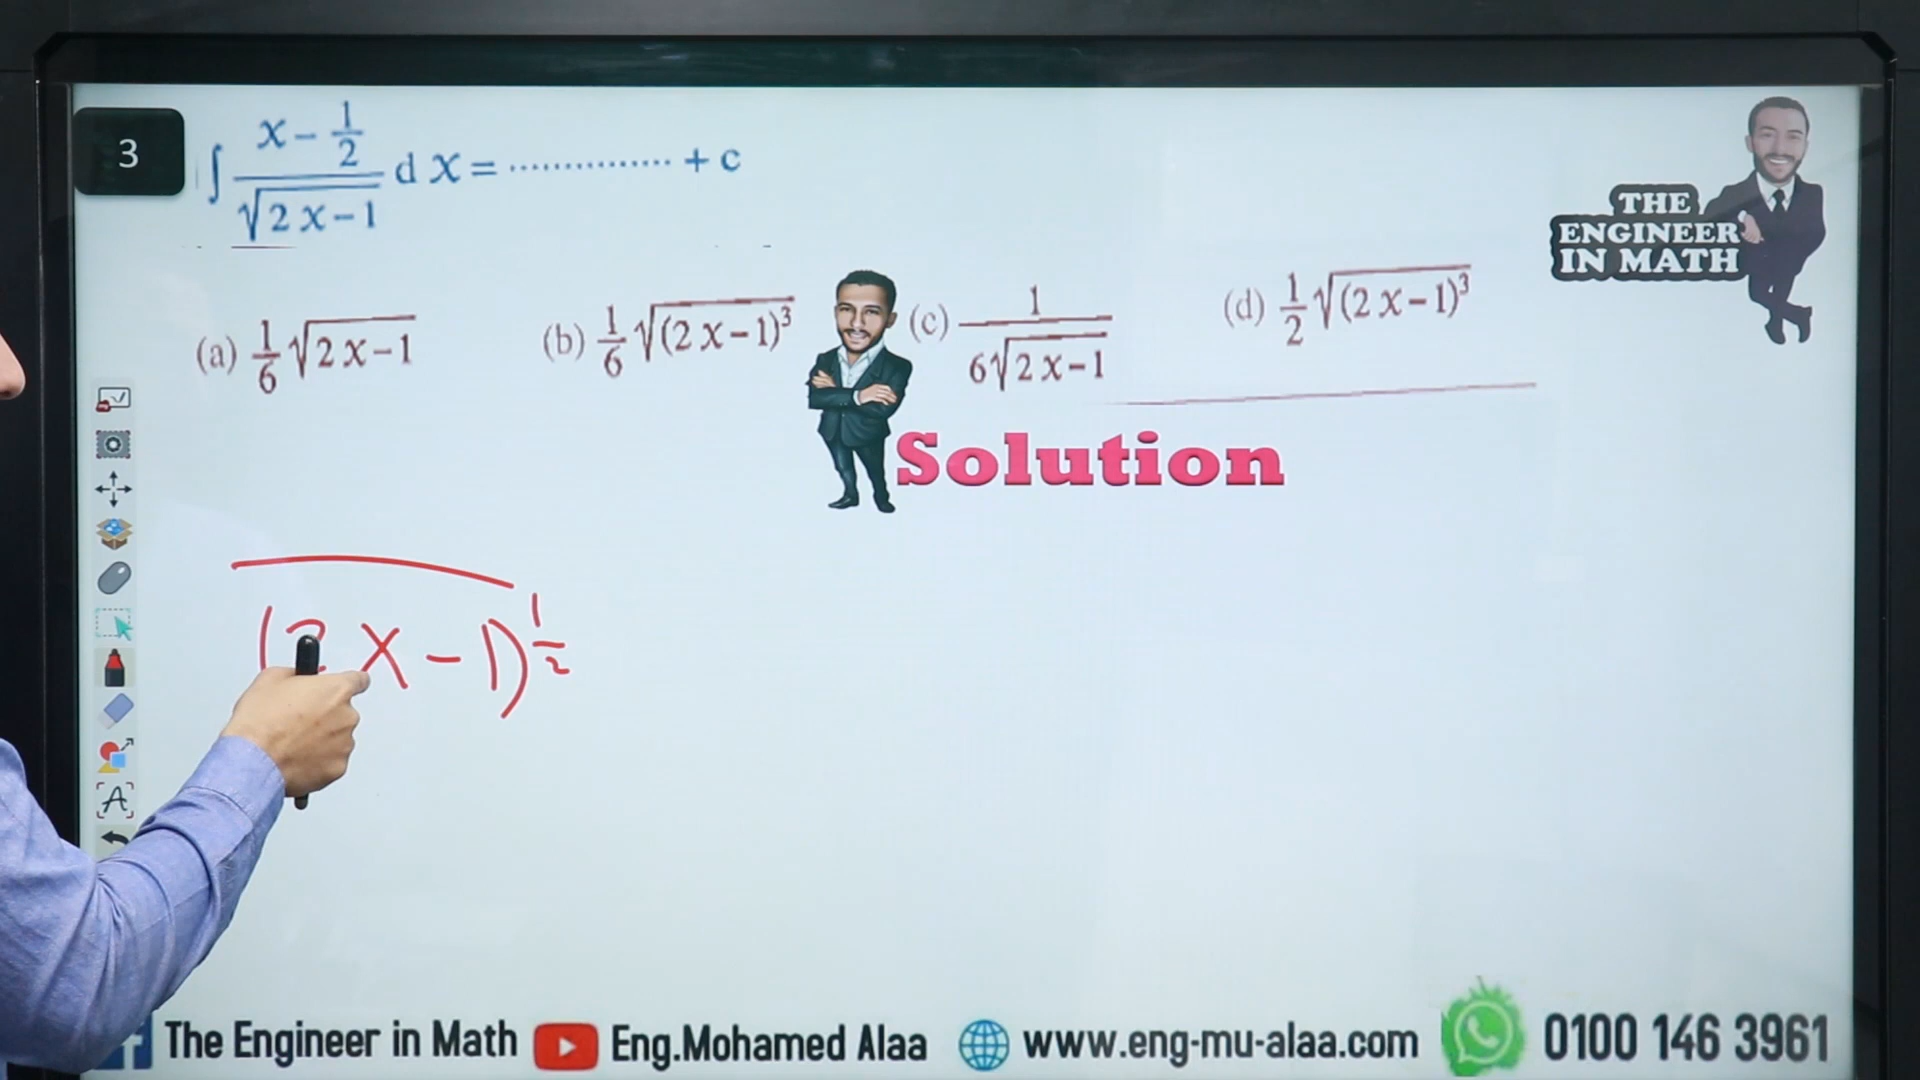 3
∫ (x - 1/2)/√(2x-1) d x = ............... + c
THE
ENGINEER
IN MATH
(a) 1/6 √(2x-1) (b) 1/6 √((2x-1)³) (c) 1/(6√(2x-1)) (d) 1/2 √((2x-1)³)
Solution
(2x-1)^(1/2)
The Engineer in Math Eng.Mohamed Alaa www.eng-mu-alaa.com 0100 146 3961